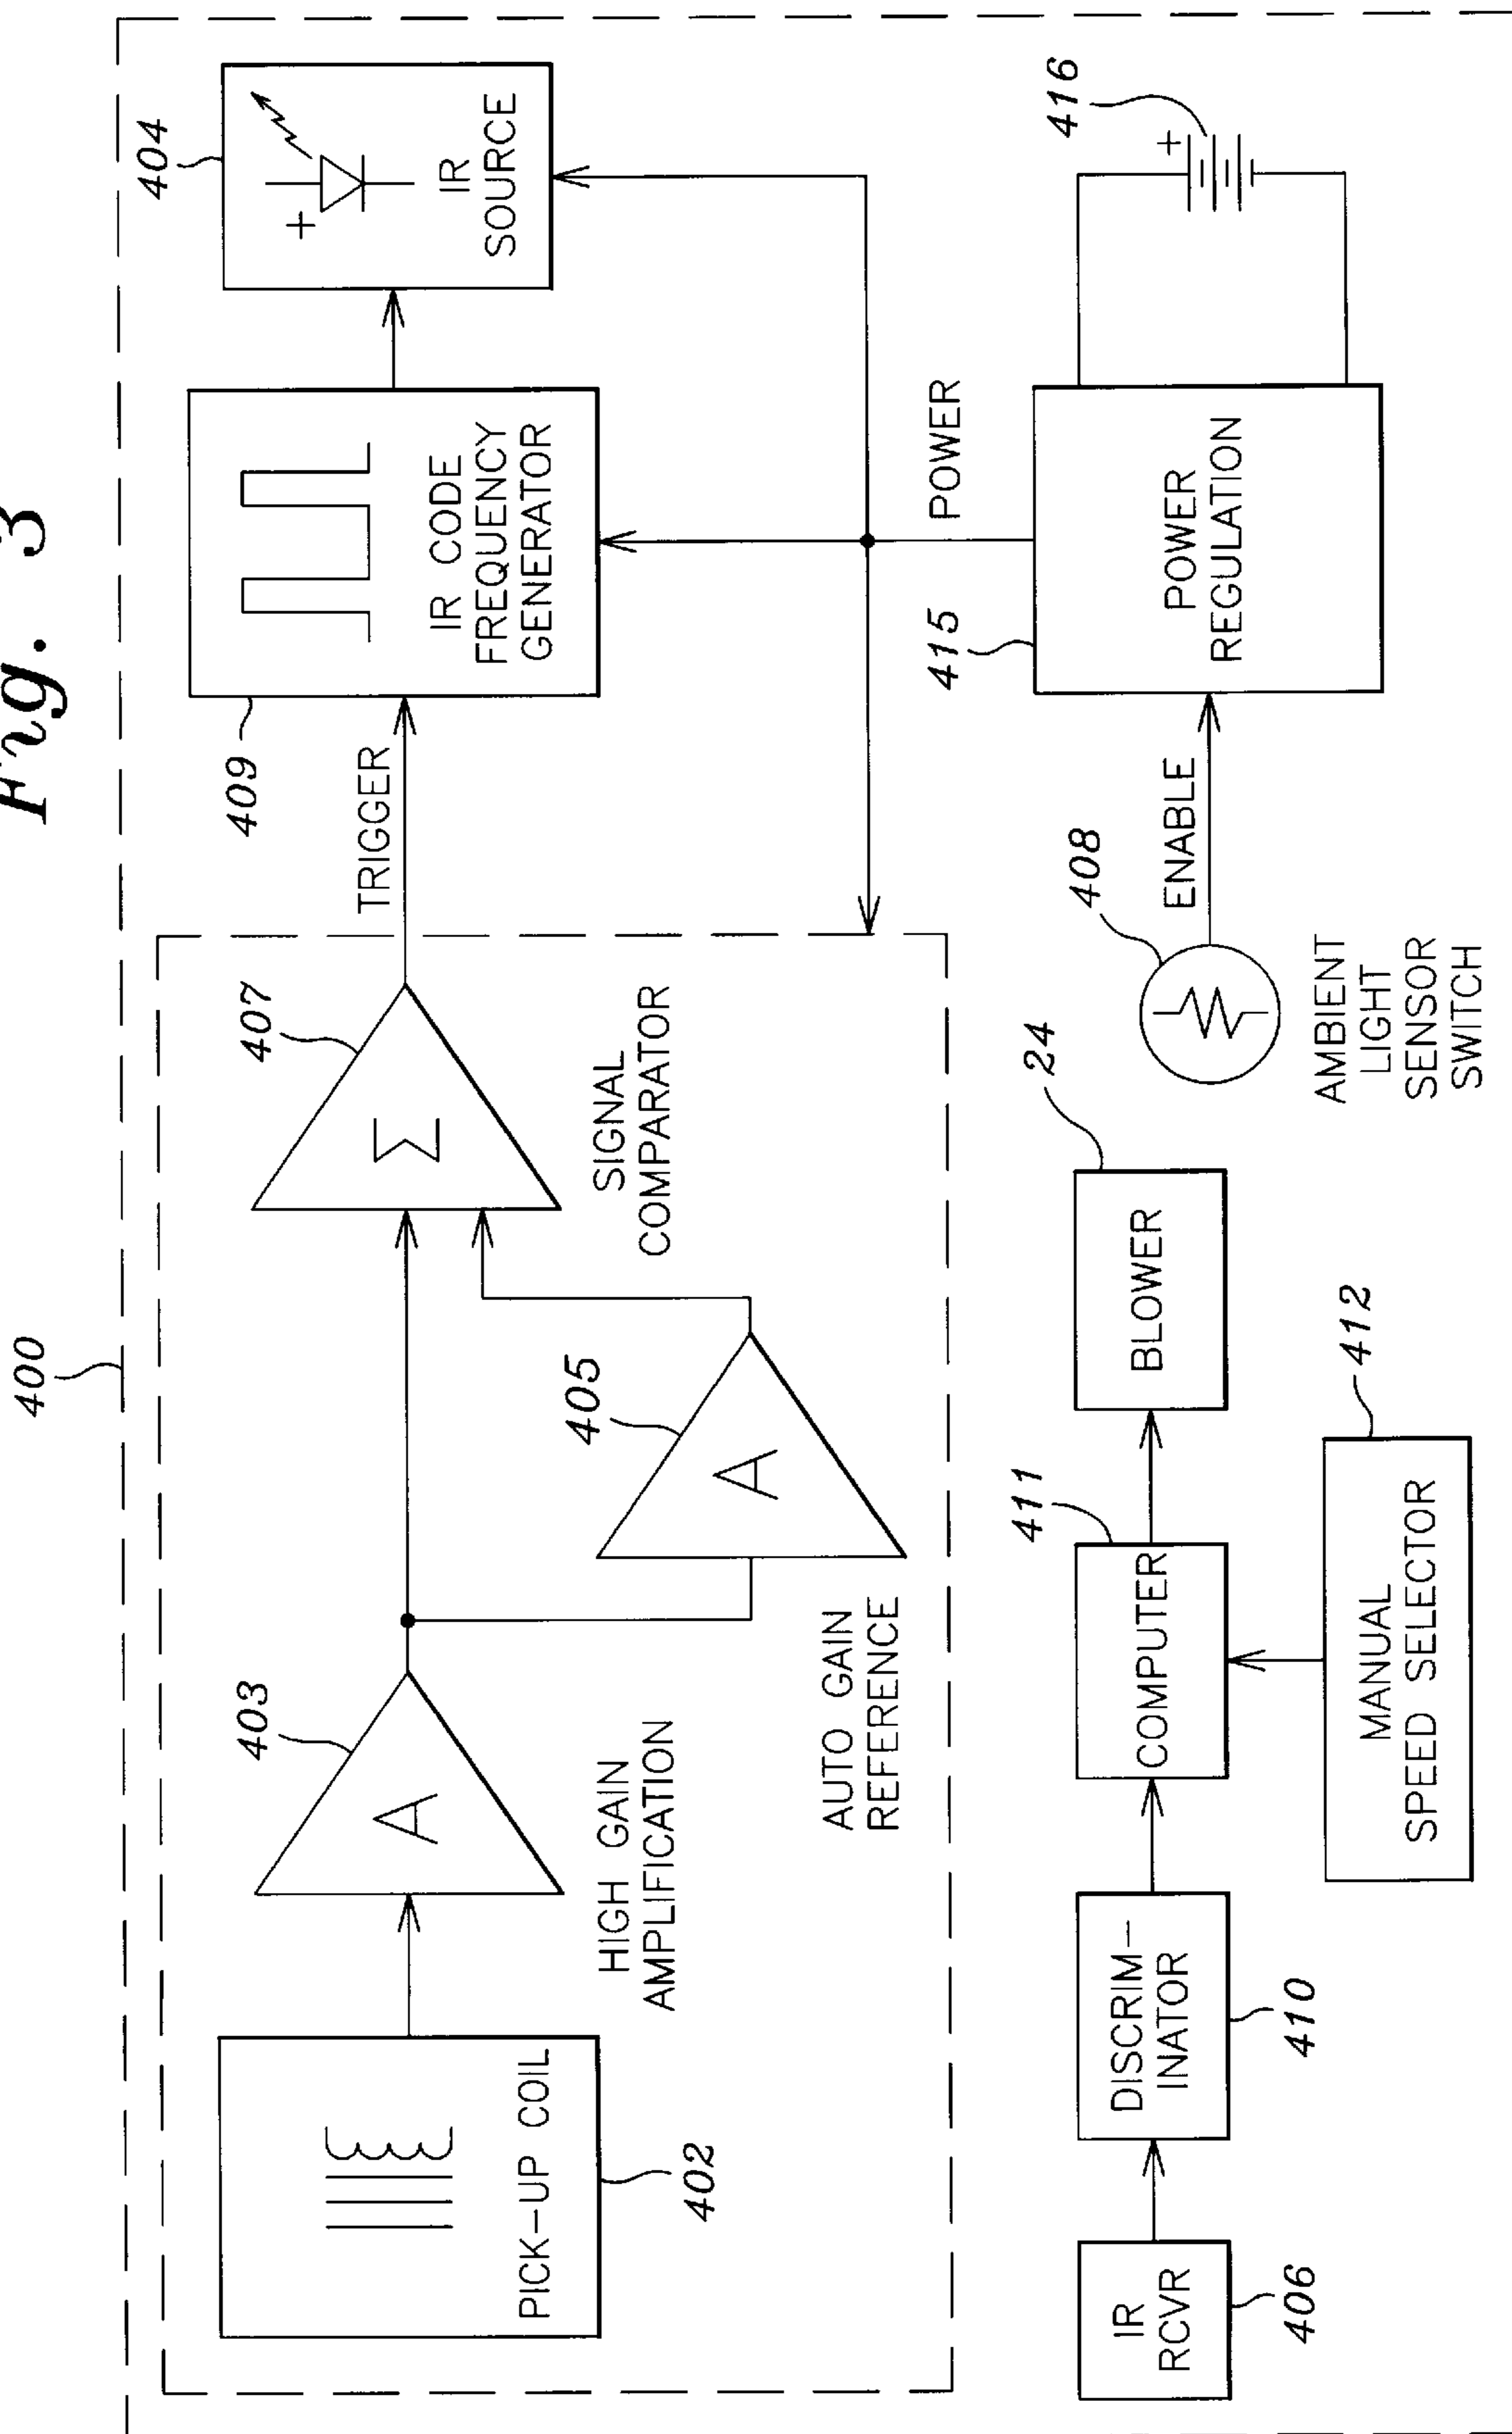 Fig. 3
400
404
+
IR
SOURCE
409
IR CODE
FREQUENCY
GENERATOR
TRIGGER
407
Σ
SIGNAL
COMPARATOR
403
A
HIGH GAIN
AMPLIFICATION
405
A
AUTO GAIN
REFERENCE
PICK-UP COIL
402
POWER
415
POWER
REGULATION
416
+
ENABLE
408
AMBIENT
LIGHT
SENSOR
SWITCH
24
BLOWER
411
COMPUTER
412
MANUAL
SPEED SELECTOR
DISCRIM-
INATOR
410
IR
RCVR
406